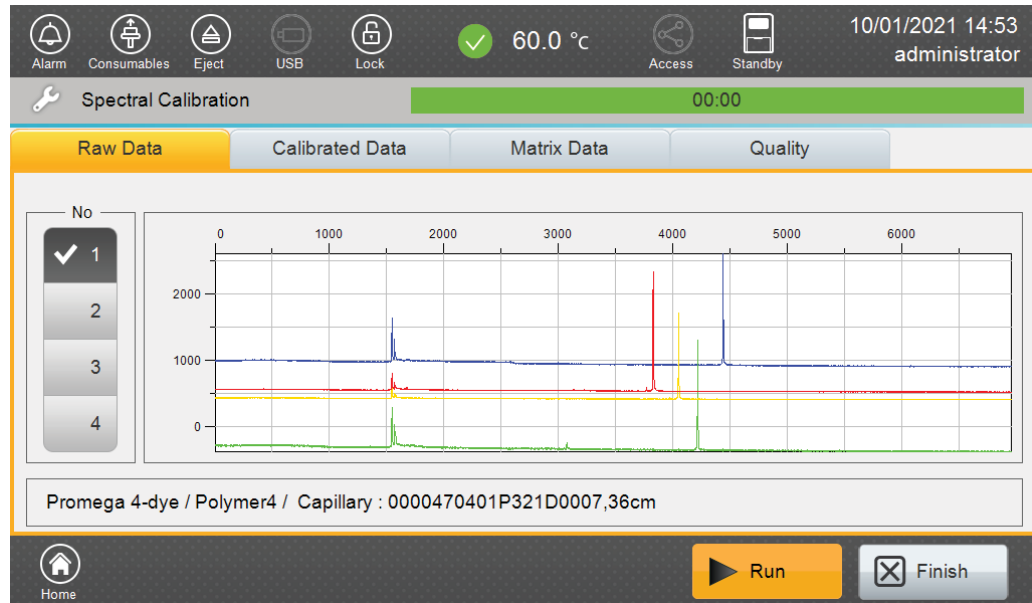 10/01/2021 14:53
60.0 °c
administrator
Alarm Consumables Eject USB Lock Access Standby
Spectral Calibration 00:00
Raw Data Calibrated Data Matrix Data Quality
No
1
2
3
4
0 1000 2000 3000 4000 5000 6000
2000
1000
0
Promega 4-dye / Polymer4 / Capillary : 0000470401P321D0007,36cm
Home
Run Finish